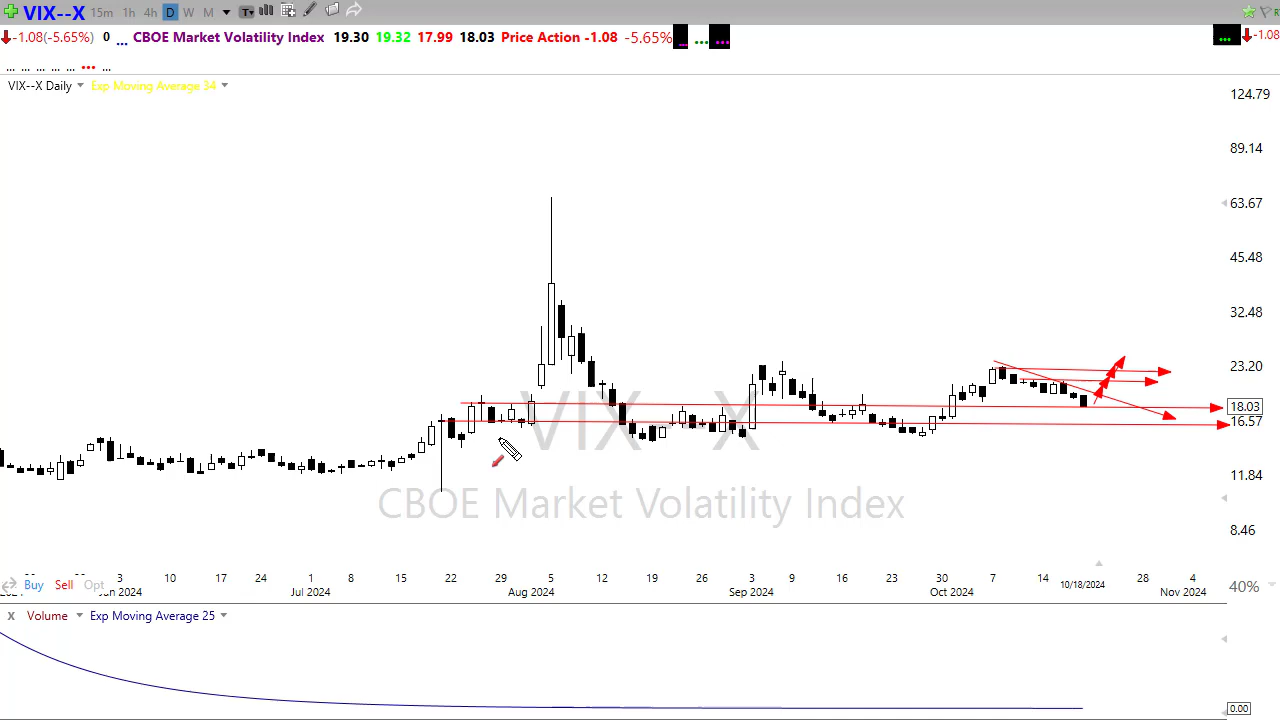 VIX--X 15m 1h 4h D W M T
-1.08(-5.65%) 0 ... CBOE Market Volatility Index 19.30 19.32 17.99 18.03 Price Action -1.08 -5.65% ... ... ... ... -1.08
... ... ... ... ... ... ...
VIX--X Daily Exp Moving Average 34
124.79
89.14
63.67
45.48
32.48
23.20
18.03
16.57
11.84
8.46
VIX--X
CBOE Market Volatility Index
3 10 17 24 1 8 15 22 29 5 12 19 26 3 9 16 23 30 7 14 10/18/2024 28 4
Jun 2024 Jul 2024 Aug 2024 Sep 2024 Oct 2024 Nov 2024
Buy Sell Opt 40%
x Volume Exp Moving Average 25
0.00